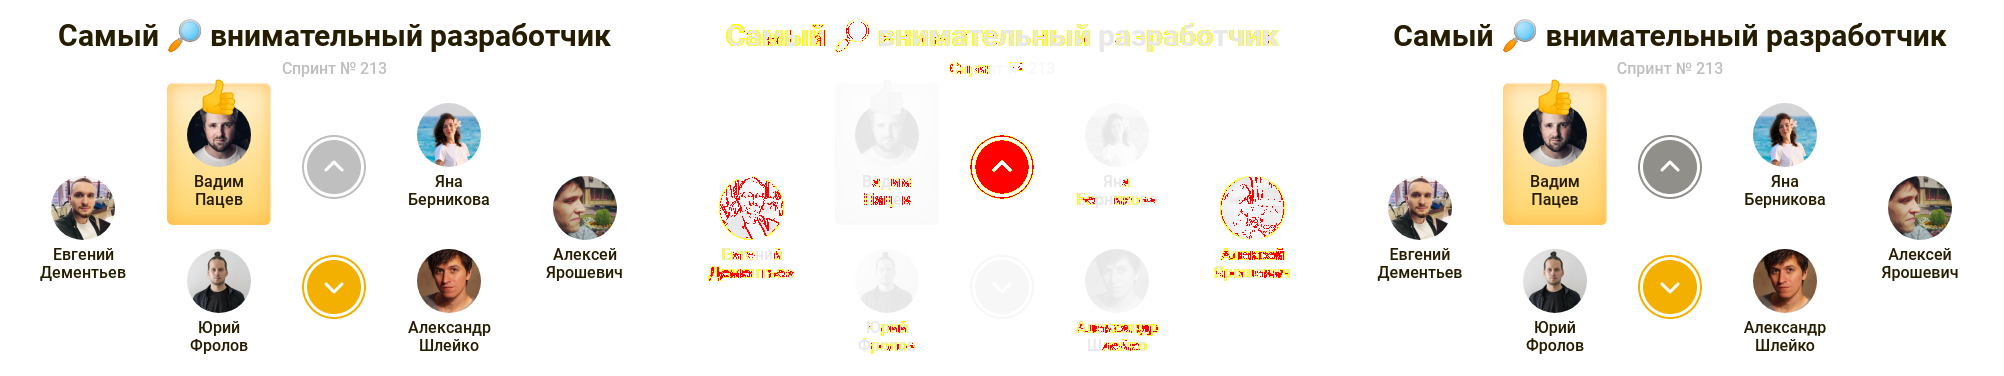 Самый внимательный разработчик
Спринт № 213
Вадим
Пацев
Яна
Берникова
Евгений
Дементьев
Алексей
Ярошевич
Юрий
Фролов
Александр
Шлейко
Самый внимательный разработчик
Спринт № 213
Вадим
Пацев
Яна
Берникова
Евгений
Дементьев
Алексей
Ярошевич
Юрий
Фролов
Александр
Шлейко
Самый внимательный разработчик
Спринт № 213
Вадим
Пацев
Яна
Берникова
Евгений
Дементьев
Алексей
Ярошевич
Юрий
Фролов
Александр
Шлейко